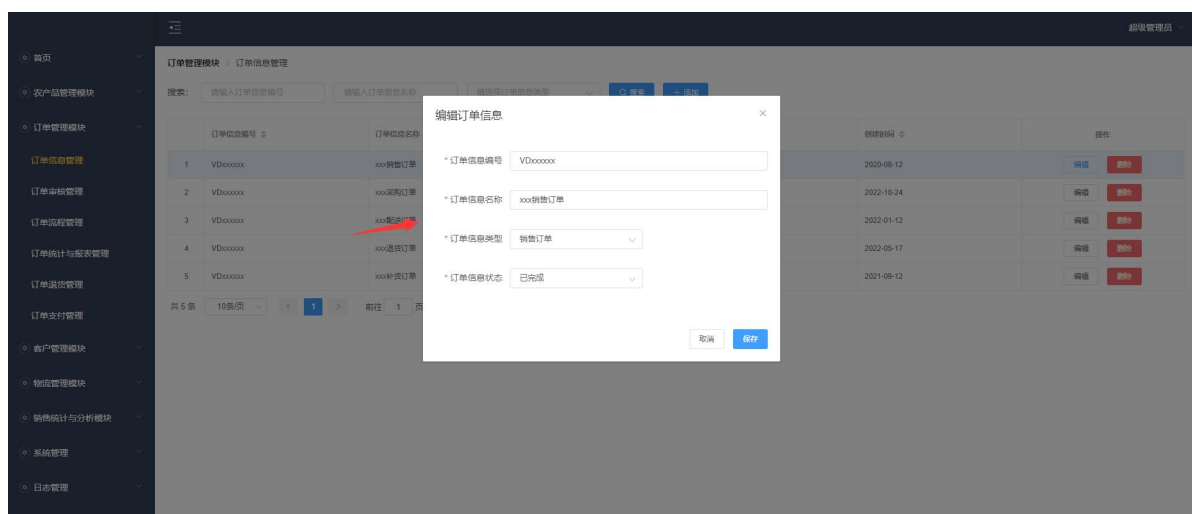 超级管理员
首页
农产品管理模块
订单管理模块
订单信息管理
订单审核管理
订单流程管理
订单统计与报表管理
订单退货管理
订单支付管理
客户管理模块
物流管理模块
销售统计与分析模块
系统管理
日志管理
订单管理模块 > 订单信息管理
搜索: 请输入订单信息编号 请输入订单信息名称 请选择订单信息类型 搜索 + 添加
订单信息编号 订单信息名称 创建时间 操作
1 VDxxxxxx xxx销售订单 2020-08-12 编辑 删除
2 VDxxxxxx xxx采购订单 2022-10-24 编辑 删除
3 VDxxxxxx xxx配送订单 2022-01-12 编辑 删除
4 VDxxxxxx xxx退货订单 2022-05-17 编辑 删除
5 VDxxxxxx xxx补货订单 2021-09-12 编辑 删除
共 5 条 10条/页 < 1 > 前往 1 页
编辑订单信息 ×
* 订单信息编号 VDxxxxxx
* 订单信息名称 xxx销售订单
* 订单信息类型 销售订单
* 订单信息状态 已完成
取消 保存